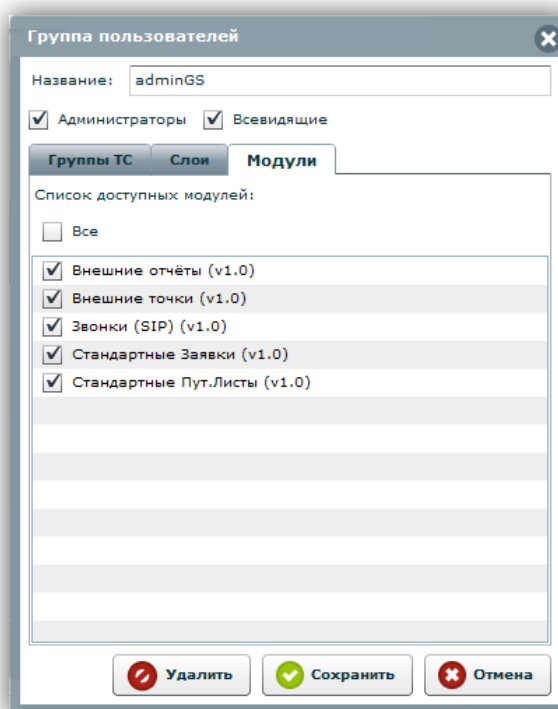 Группа пользователей
Название: adminGS
Администраторы Всевидящие
Группы ТС Слои Модули
Список доступных модулей:
Все
Внешние отчёты (v1.0)
Внешние точки (v1.0)
Звонки (SIP) (v1.0)
Стандартные Заявки (v1.0)
Стандартные Пут.Листы (v1.0)
Удалить Сохранить Отмена